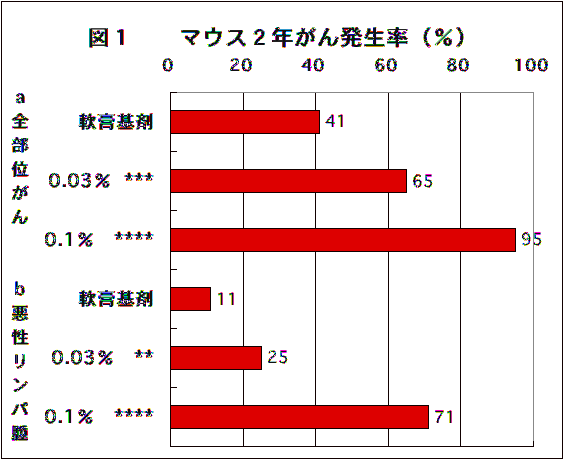 図1 マウス2年がん発生率(%)
0 20 40 60 80 100
a 全部位がん
軟膏基剤 41
0.03% *** 65
0.1% **** 95
b 悪性リンパ腫
軟膏基剤 11
0.03% ** 25
0.1% **** 71